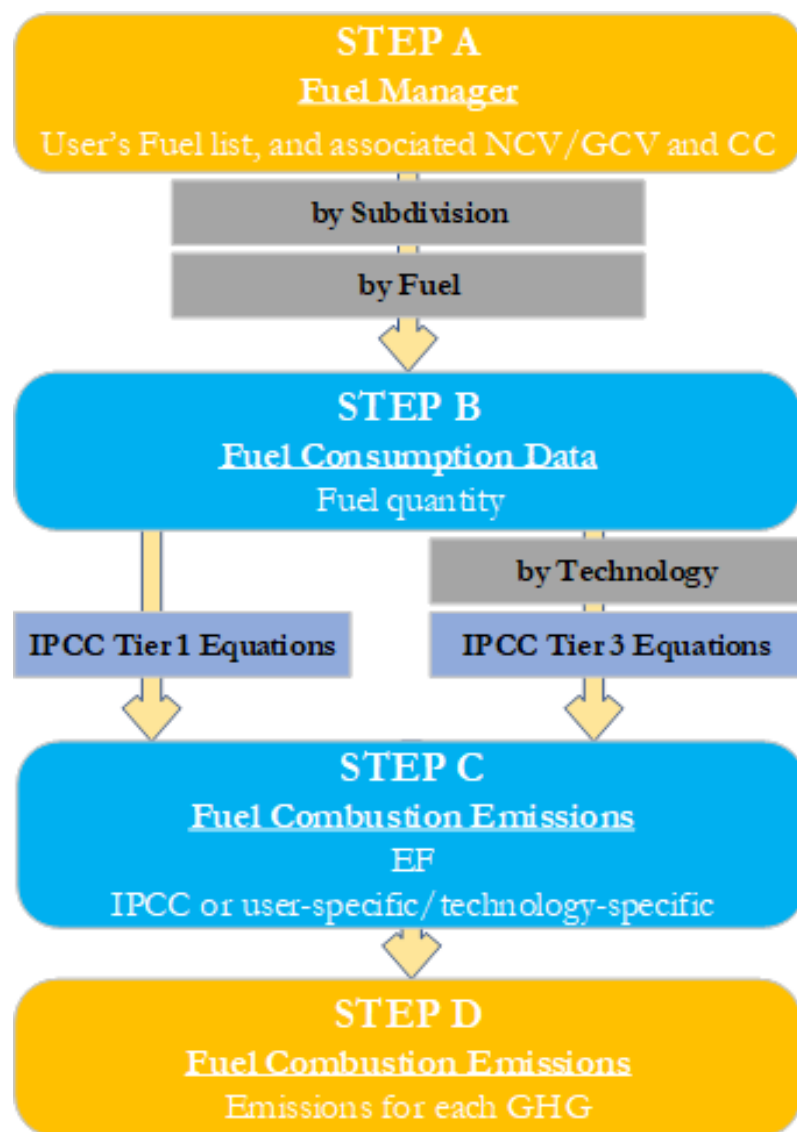 STEP A
Fuel Manager
User's Fuel list, and associated NCV/GCV and CC
by Subdivision
by Fuel
STEP B
Fuel Consumption Data
Fuel quantity
by Technology
IPCC Tier 1 Equations
IPCC Tier 3 Equations
STEP C
Fuel Combustion Emissions
EF
IPCC or user-specific/technology-specific
STEP D
Fuel Combustion Emissions
Emissions for each GHG